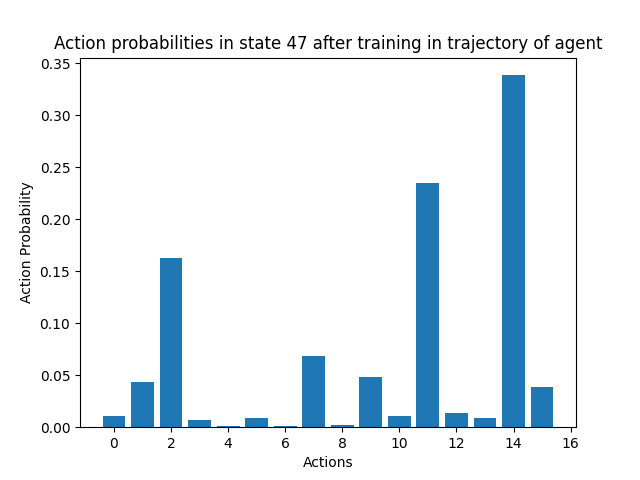 Action probabilities in state 47 after training in trajectory of agent
0.35
0.30
0.25
0.20
0.15
0.10
0.05
0.00
Action Probability
0 2 4 6 8 10 12 14 16
Actions